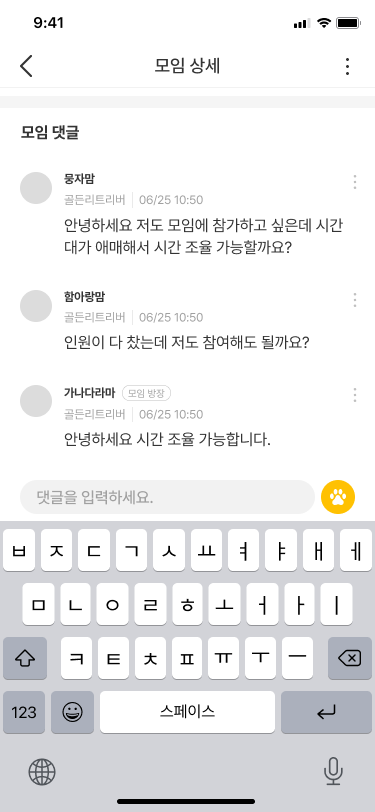 9:41
모임 상세
모임 댓글
뭉자맘
골든리트리버 06/25 10:50
안녕하세요 저도 모임에 참가하고 싶은데 시간
대가 애매해서 시간 조율 가능할까요?
함아랑맘
골든리트리버 06/25 10:50
인원이 다 찼는데 저도 참여해도 될까요?
가나다라마 모임 방장
골든리트리버 06/25 10:50
안녕하세요 시간 조율 가능합니다.
댓글을 입력하세요.
ㅂ ㅈ ㄷ ㄱ ㅅ ㅛ ㅕ ㅑ ㅐ ㅔ
ㅁ ㄴ ㅇ ㄹ ㅎ ㅗ ㅓ ㅏ ㅣ
ㅋ ㅌ ㅊ ㅍ ㅠ ㅜ ㅡ
123 스페이스